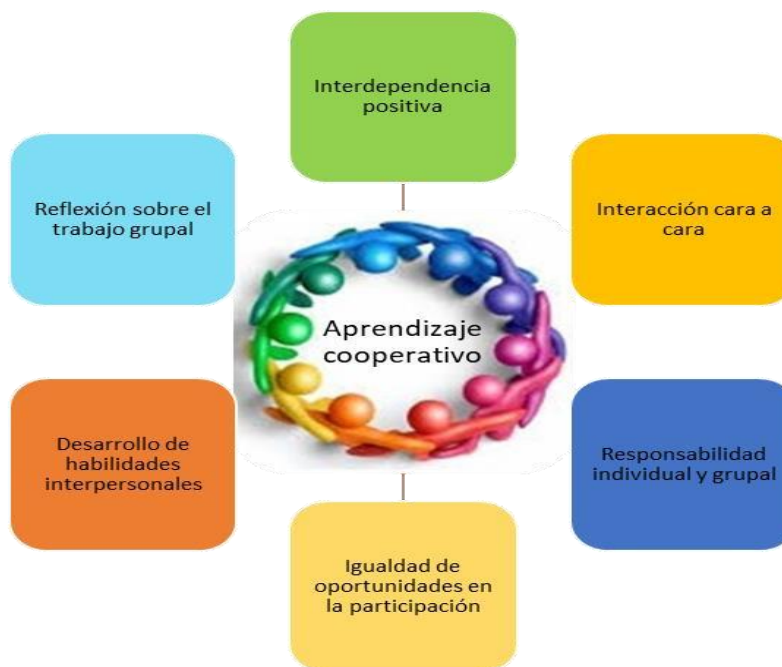 Interdependencia
positiva
Reflexión sobre el
trabajo grupal
Interacción cara a
cara
Aprendizaje
cooperativo
Desarrollo de
habilidades
interpersonales
Responsabilidad
individual y grupal
Igualdad de
oportunidades en
la participación